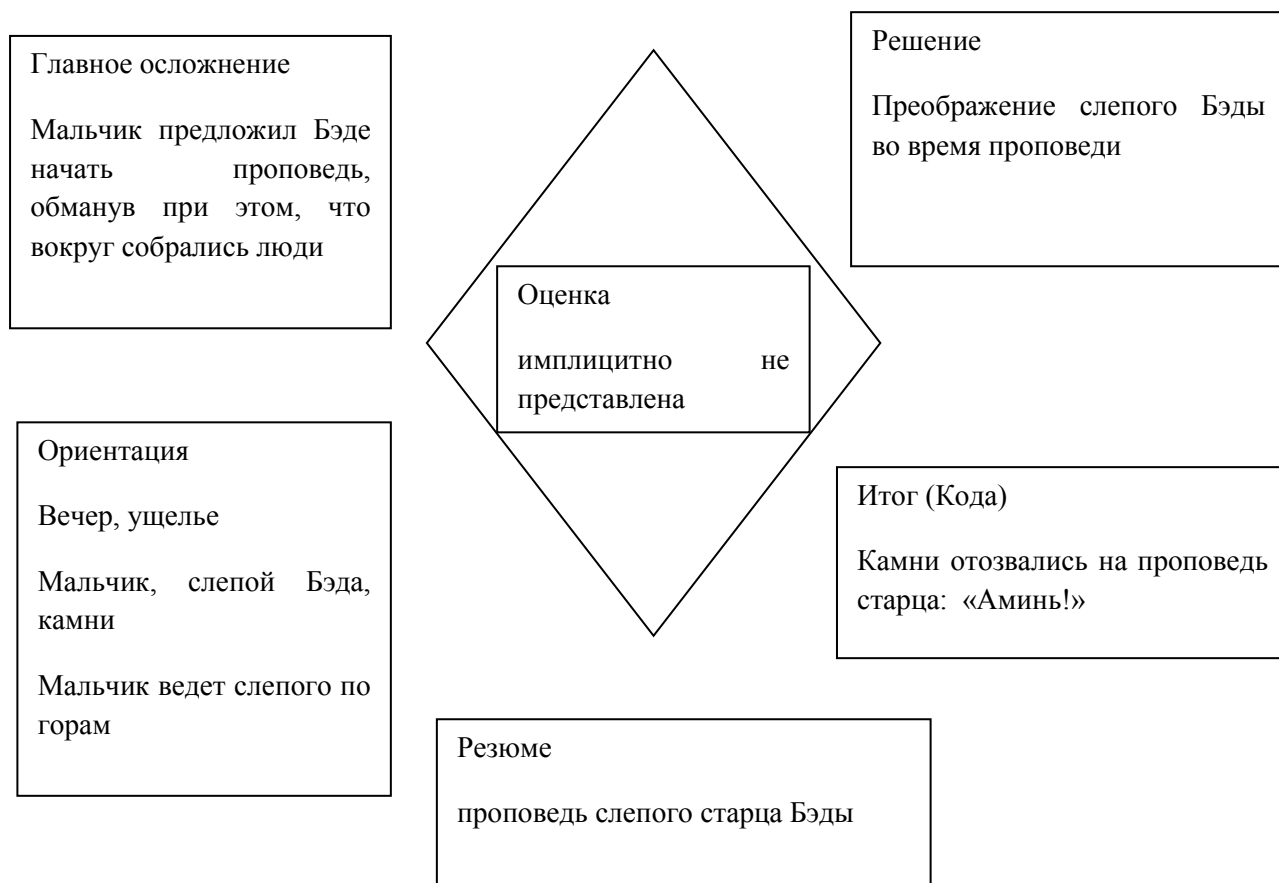 Главное осложнение
Мальчик предложил Бэде
начать проповедь,
обманув при этом, что
вокруг собрались люди
Решение
Преображение слепого Бэды
во время проповеди
Оценка
имплицитно не
представлена
Ориентация
Вечер, ущелье
Мальчик, слепой Бэда,
камни
Мальчик ведет слепого по
горам
Итог (Кода)
Камни отозвались на проповедь
старца: «Аминь!»
Резюме
проповедь слепого старца Бэды